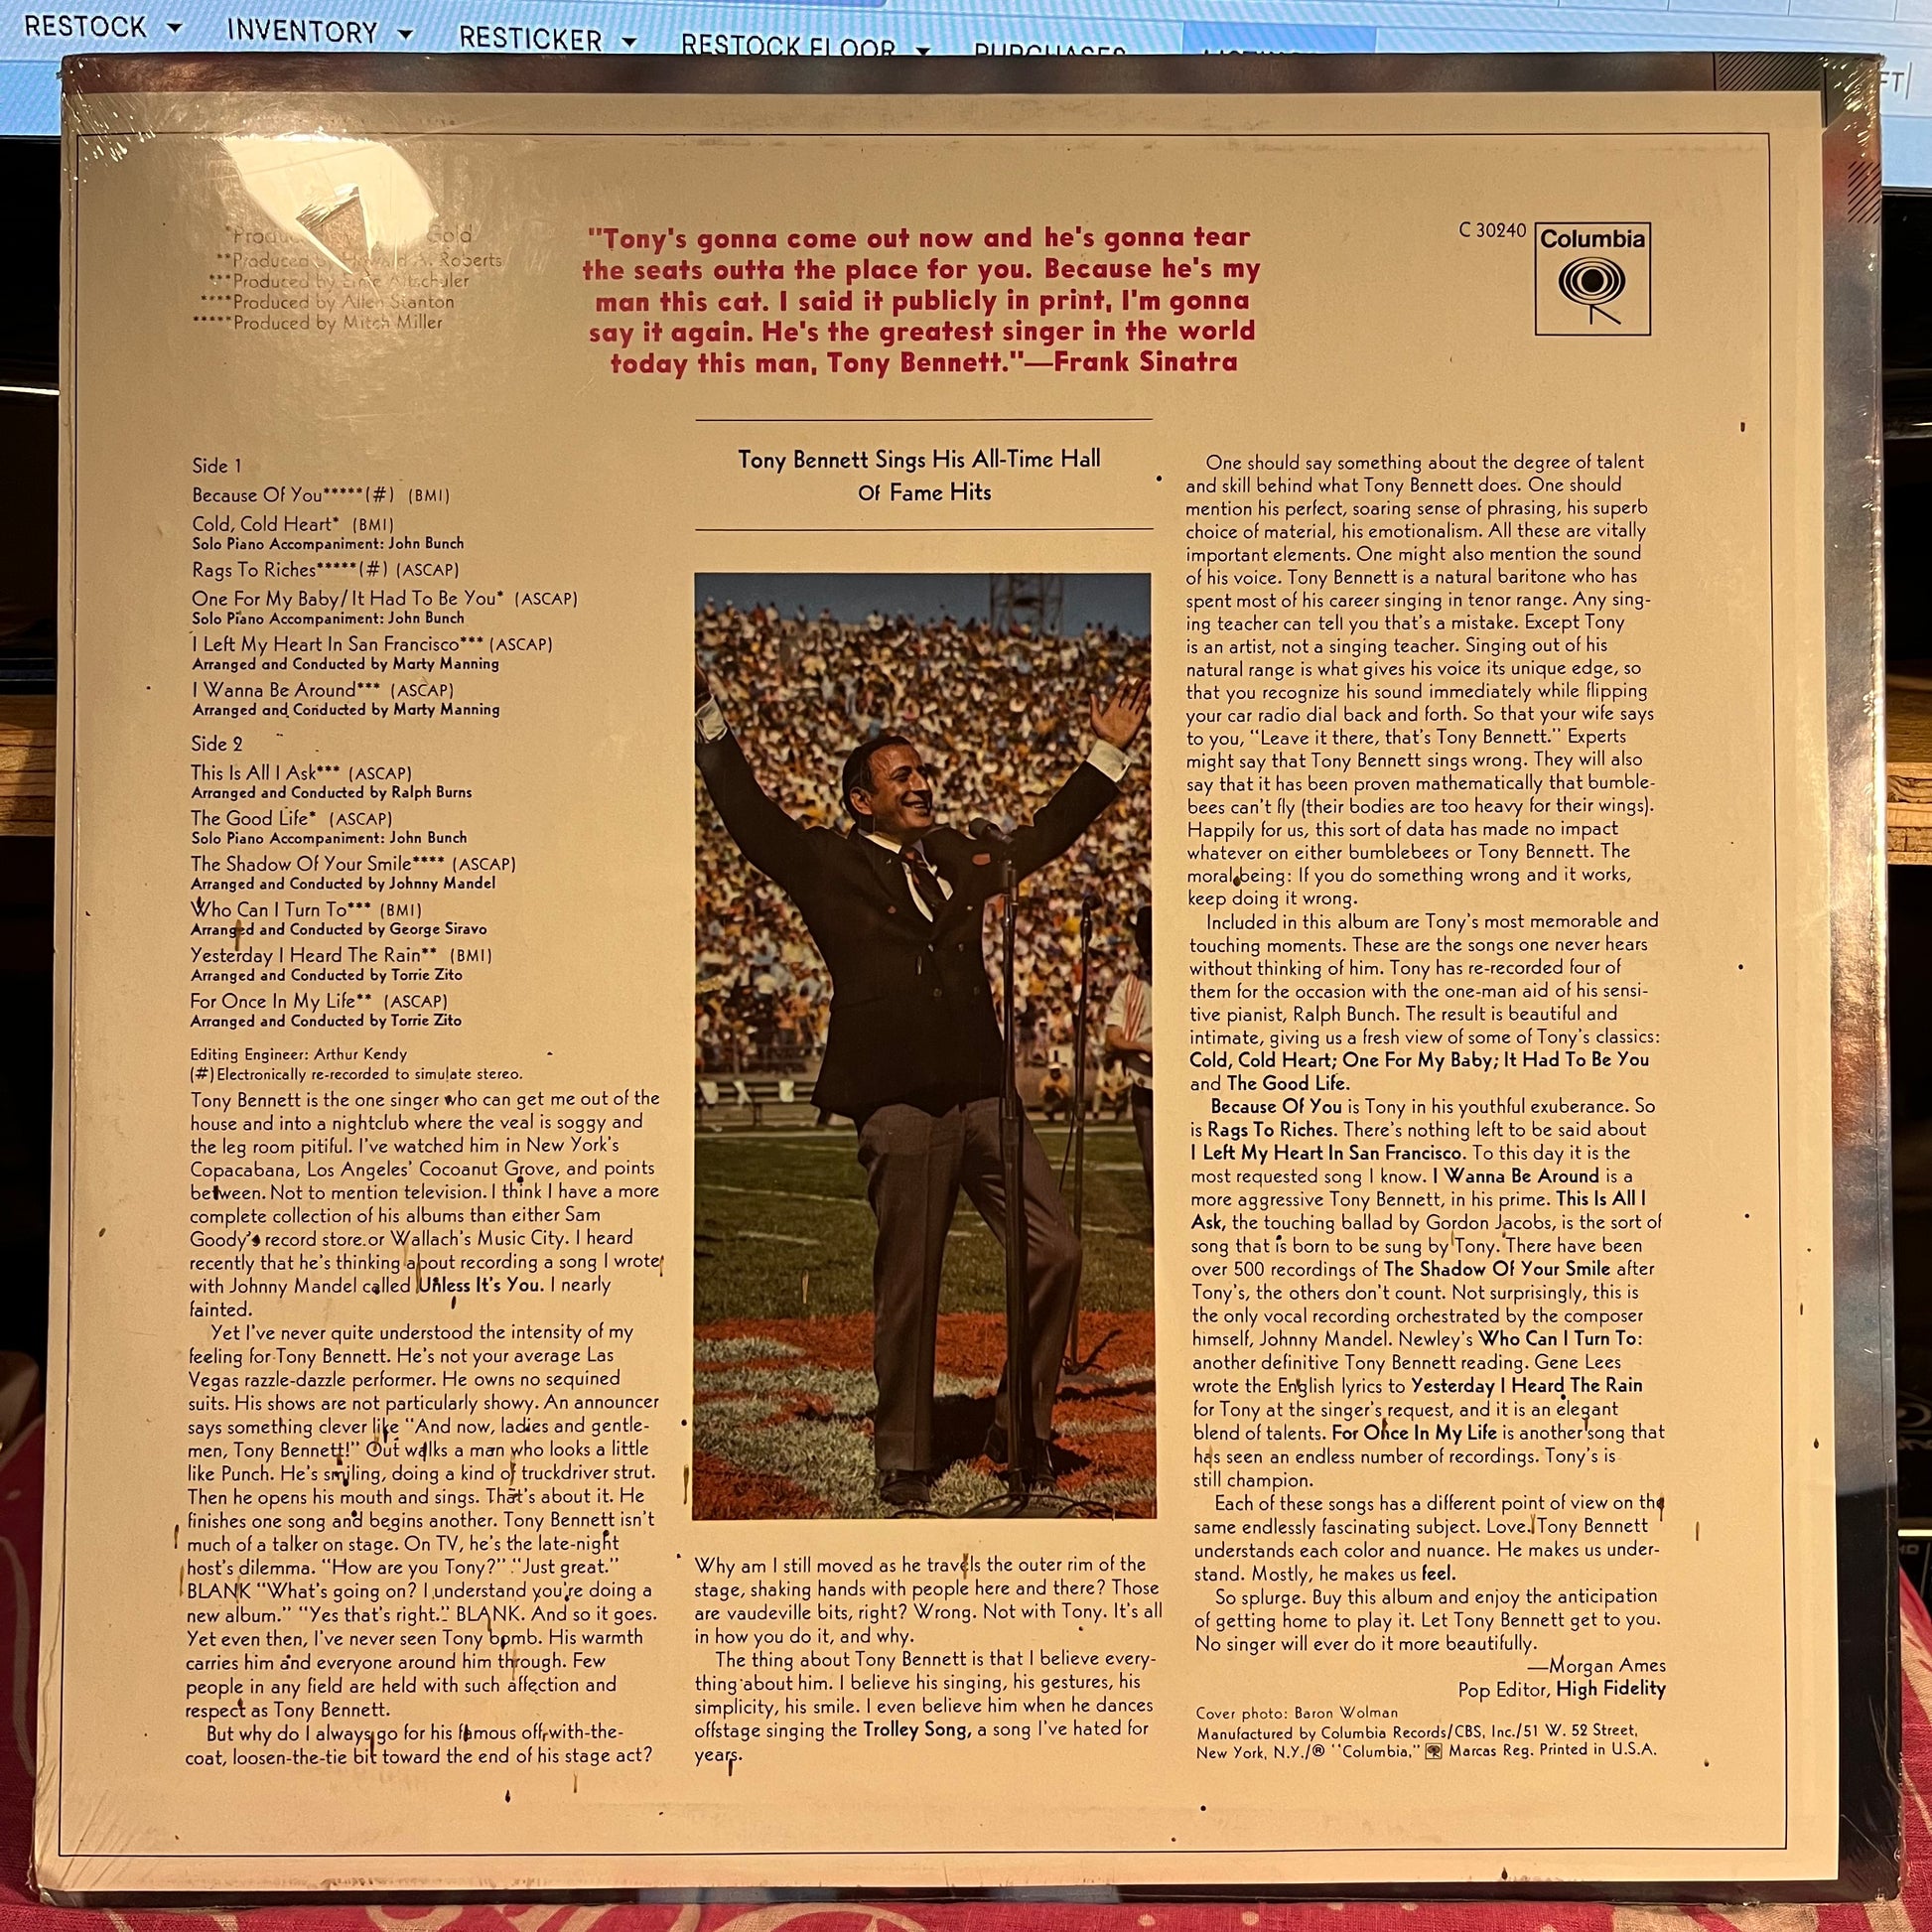 RESTOCK
INVENTORY
RESTICKER
RESTOCK FLOOR
PURCHASES
FT
Gold
**Produced Roberts
***Produced by
****Produced by Allen Stanton
*****Produced by Mitch Miller
"Tony's gonna come out now and he's gonna tear
the seats outta the place for you. Because he's my
man this cat. I said it publicly in print, I'm gonna
say it again. He's the greatest singer in the world
today this man, Tony Bennett."—Frank Sinatra
C 30240
Columbia
Side 1
Because Of You*****(#) (BMI)
Cold, Cold Heart* (BMI)
Solo Piano Accompaniment: John Bunch
Rags To Riches*****(#) (ASCAP)
One For My Baby/It Had To Be You* (ASCAP)
Solo Piano Accompaniment: John Bunch
I Left My Heart In San Francisco*** (ASCAP)
Arranged and Conducted by Marty Manning
I Wanna Be Around*** (ASCAP)
Arranged and Conducted by Marty Manning
Side 2
This Is All I Ask*** (ASCAP)
Arranged and Conducted by Ralph Burns
The Good Life* (ASCAP)
Solo Piano Accompaniment: John Bunch
The Shadow Of Your Smile**** (ASCAP)
Arranged and Conducted by Johnny Mandel
Who Can I Turn To*** (BMI)
Arranged and Conducted by George Siravo
Yesterday I Heard The Rain** (BMI)
Arranged and Conducted by Torrie Zito
For Once In My Life** (ASCAP)
Arranged and Conducted by Torrie Zito
Editing Engineer: Arthur Kendy
(#)Electronically re-recorded to simulate stereo.
Tony Bennett is the one singer who can get me out of the
house and into a nightclub where the veal is soggy and
the leg room pitiful. I've watched him in New York's
Copacabana, Los Angeles' Cocoanut Grove, and points
between. Not to mention television. I think I have a more
complete collection of his albums than either Sam
Goody's record store or Wallach's Music City. I heard
recently that he's thinking about recording a song I wrote
with Johnny Mandel called Unless It's You. I nearly
fainted.
Yet I've never quite understood the intensity of my
feeling for Tony Bennett. He's not your average Las
Vegas razzle-dazzle performer. He owns no sequined
suits. His shows are not particularly showy. An announcer
says something clever like "And now, ladies and gentle-
men, Tony Bennett!" Out walks a man who looks a little
like Punch. He's smiling, doing a kind of truckdriver strut.
Then he opens his mouth and sings. That's about it. He
finishes one song and begins another. Tony Bennett isn't
much of a talker on stage. On TV, he's the late-night
host's dilemma. "How are you Tony?" "Just great."
BLANK "What's going on? I understand you're doing a
new album." "Yes that's right." BLANK. And so it goes.
Yet even then, I've never seen Tony bomb. His warmth
carries him and everyone around him through. Few
people in any field are held with such affection and
respect as Tony Bennett.
But why do I always go for his famous off-with-the-
coat, loosen-the-tie bit toward the end of his stage act?
Tony Bennett Sings His All-Time Hall
Of Fame Hits
Why am I still moved as he travels the outer rim of the
stage, shaking hands with people here and there? Those
are vaudeville bits, right? Wrong. Not with Tony. It's all
in how you do it, and why.
The thing about Tony Bennett is that I believe every-
thing about him. I believe his singing, his gestures, his
simplicity, his smile. I even believe him when he dances
offstage singing the Trolley Song, a song I've hated for
years.
One should say something about the degree of talent
and skill behind what Tony Bennett does. One should
mention his perfect, soaring sense of phrasing, his superb
choice of material, his emotionalism. All these are vitally
important elements. One might also mention the sound
of his voice. Tony Bennett is a natural baritone who has
spent most of his career singing in tenor range. Any sing-
ing teacher can tell you that's a mistake. Except Tony
is an artist, not a singing teacher. Singing out of his
natural range is what gives his voice its unique edge, so
that you recognize his sound immediately while flipping
your car radio dial back and forth. So that your wife says
to you, "Leave it there, that's Tony Bennett." Experts
might say that Tony Bennett sings wrong. They will also
say that it has been proven mathematically that bumble-
bees can't fly (their bodies are too heavy for their wings).
Happily for us, this sort of data has made no impact
whatever on either bumblebees or Tony Bennett. The
moral being: If you do something wrong and it works,
keep doing it wrong.
Included in this album are Tony's most memorable and
touching moments. These are the songs one never hears
without thinking of him. Tony has re-recorded four of
them for the occasion with the one-man aid of his sensi-
tive pianist, Ralph Bunch. The result is beautiful and
intimate, giving us a fresh view of some of Tony's classics:
Cold, Cold Heart; One For My Baby; It Had To Be You
and The Good Life.
Because Of You is Tony in his youthful exuberance. So
is Rags To Riches. There's nothing left to be said about
I Left My Heart In San Francisco. To this day it is the
most requested song I know. I Wanna Be Around is a
more aggressive Tony Bennett, in his prime. This Is All I
Ask, the touching ballad by Gordon Jacobs, is the sort of
song that is born to be sung by Tony. There have been
over 500 recordings of The Shadow Of Your Smile after
Tony's, the others don't count. Not surprisingly, this is
the only vocal recording orchestrated by the composer
himself, Johnny Mandel. Newley's Who Can I Turn To:
another definitive Tony Bennett reading. Gene Lees
wrote the English lyrics to Yesterday I Heard The Rain
for Tony at the singer's request, and it is an elegant
blend of talents. For Once In My Life is another song that
has seen an endless number of recordings. Tony's is
still champion.
Each of these songs has a different point of view on the
same endlessly fascinating subject. Love. Tony Bennett
understands each color and nuance. He makes us under-
stand. Mostly, he makes us feel.
So splurge. Buy this album and enjoy the anticipation
of getting home to play it. Let Tony Bennett get to you.
No singer will ever do it more beautifully.
—Morgan Ames
Pop Editor, High Fidelity
Cover photo: Baron Wolman
Manufactured by Columbia Records/CBS, Inc./51 W. 52 Street,
New York, N.Y./® "Columbia," Marcas Reg. Printed in U.S.A.